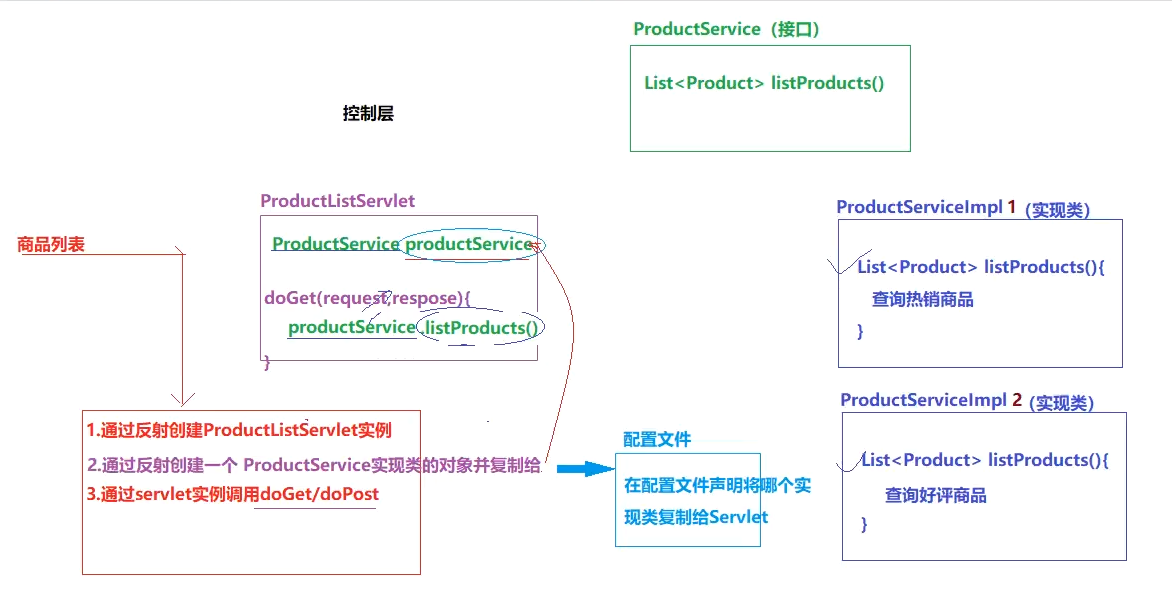 ProductService（接口）
List<Product> listProducts()
控制层
ProductListServlet
ProductService productService
doGet(request,respose){
productService.listProducts()
}
商品列表
1.通过反射创建ProductListServlet实例
2.通过反射创建一个 ProductService实现类的对象并复制给
3.通过servlet实例调用doGet/doPost
配置文件
在配置文件声明将哪个实
现类复制给Servlet
ProductServiceImpl 1（实现类）
List<Product> listProducts(){
查询热销商品
}
ProductServiceImpl 2（实现类）
List<Product> listProducts(){
查询好评商品
}